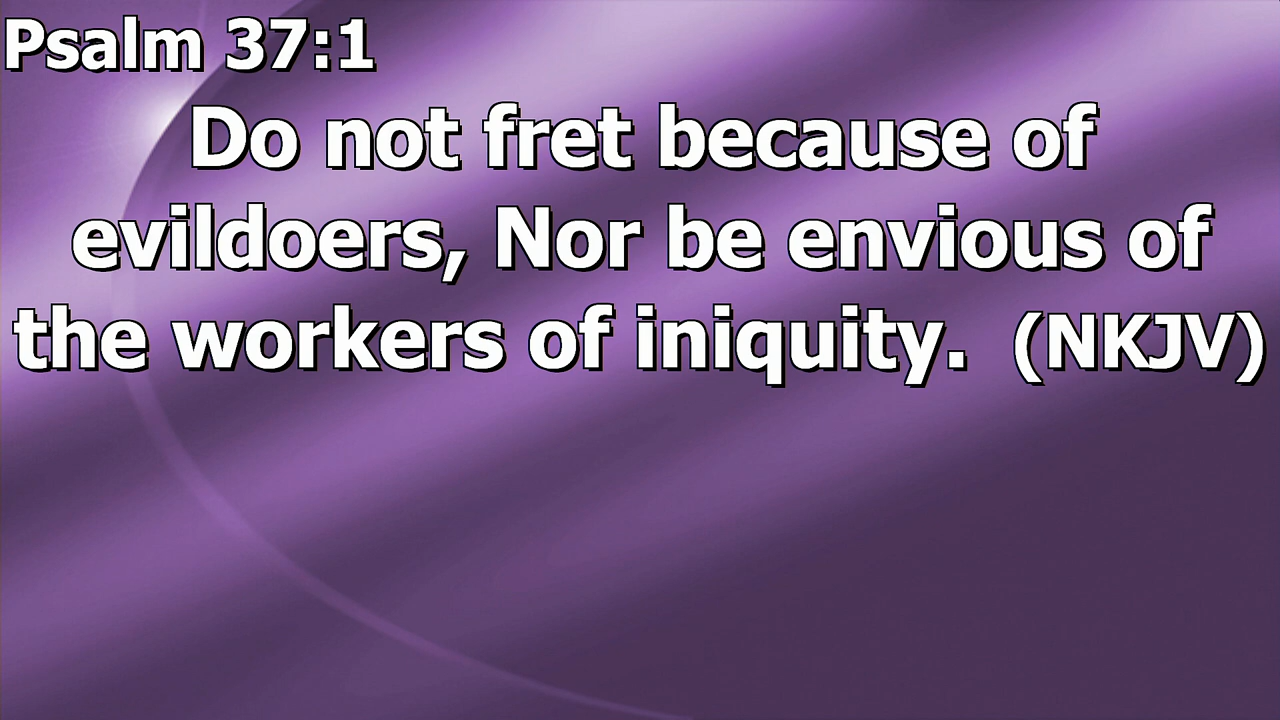 Psalm 37:1
Do not fret because of
evildoers, Nor be envious of
the workers of iniquity.  (NKJV)